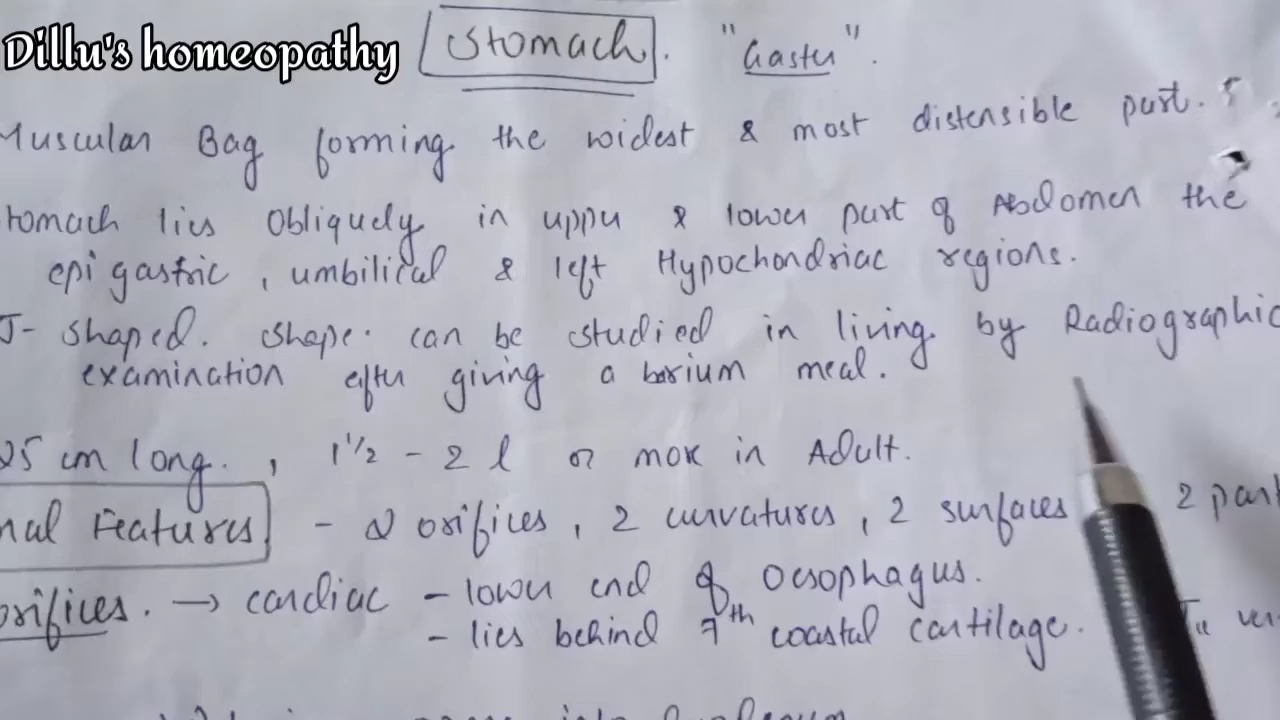 Dillu's homeopathy
Stomach. "Gaster".
Muscular Bag forming the widest & most distensible part.
tomach lies Obliquely in upper & lower part of Abdomen the
epigastric, umbilical & left Hypochondriac regions.
J- shaped. shape. can be studied in living by Radiographic
examination after giving a barium meal.
25 cm long. , 1 1/2 - 2 l or more in Adult.
nal Features - 2 orifices, 2 curvatures, 2 surfaces 2 part
orifices. → cardiac - lower end of Oesophagus.
- lies behind 7th coastal cartilage.